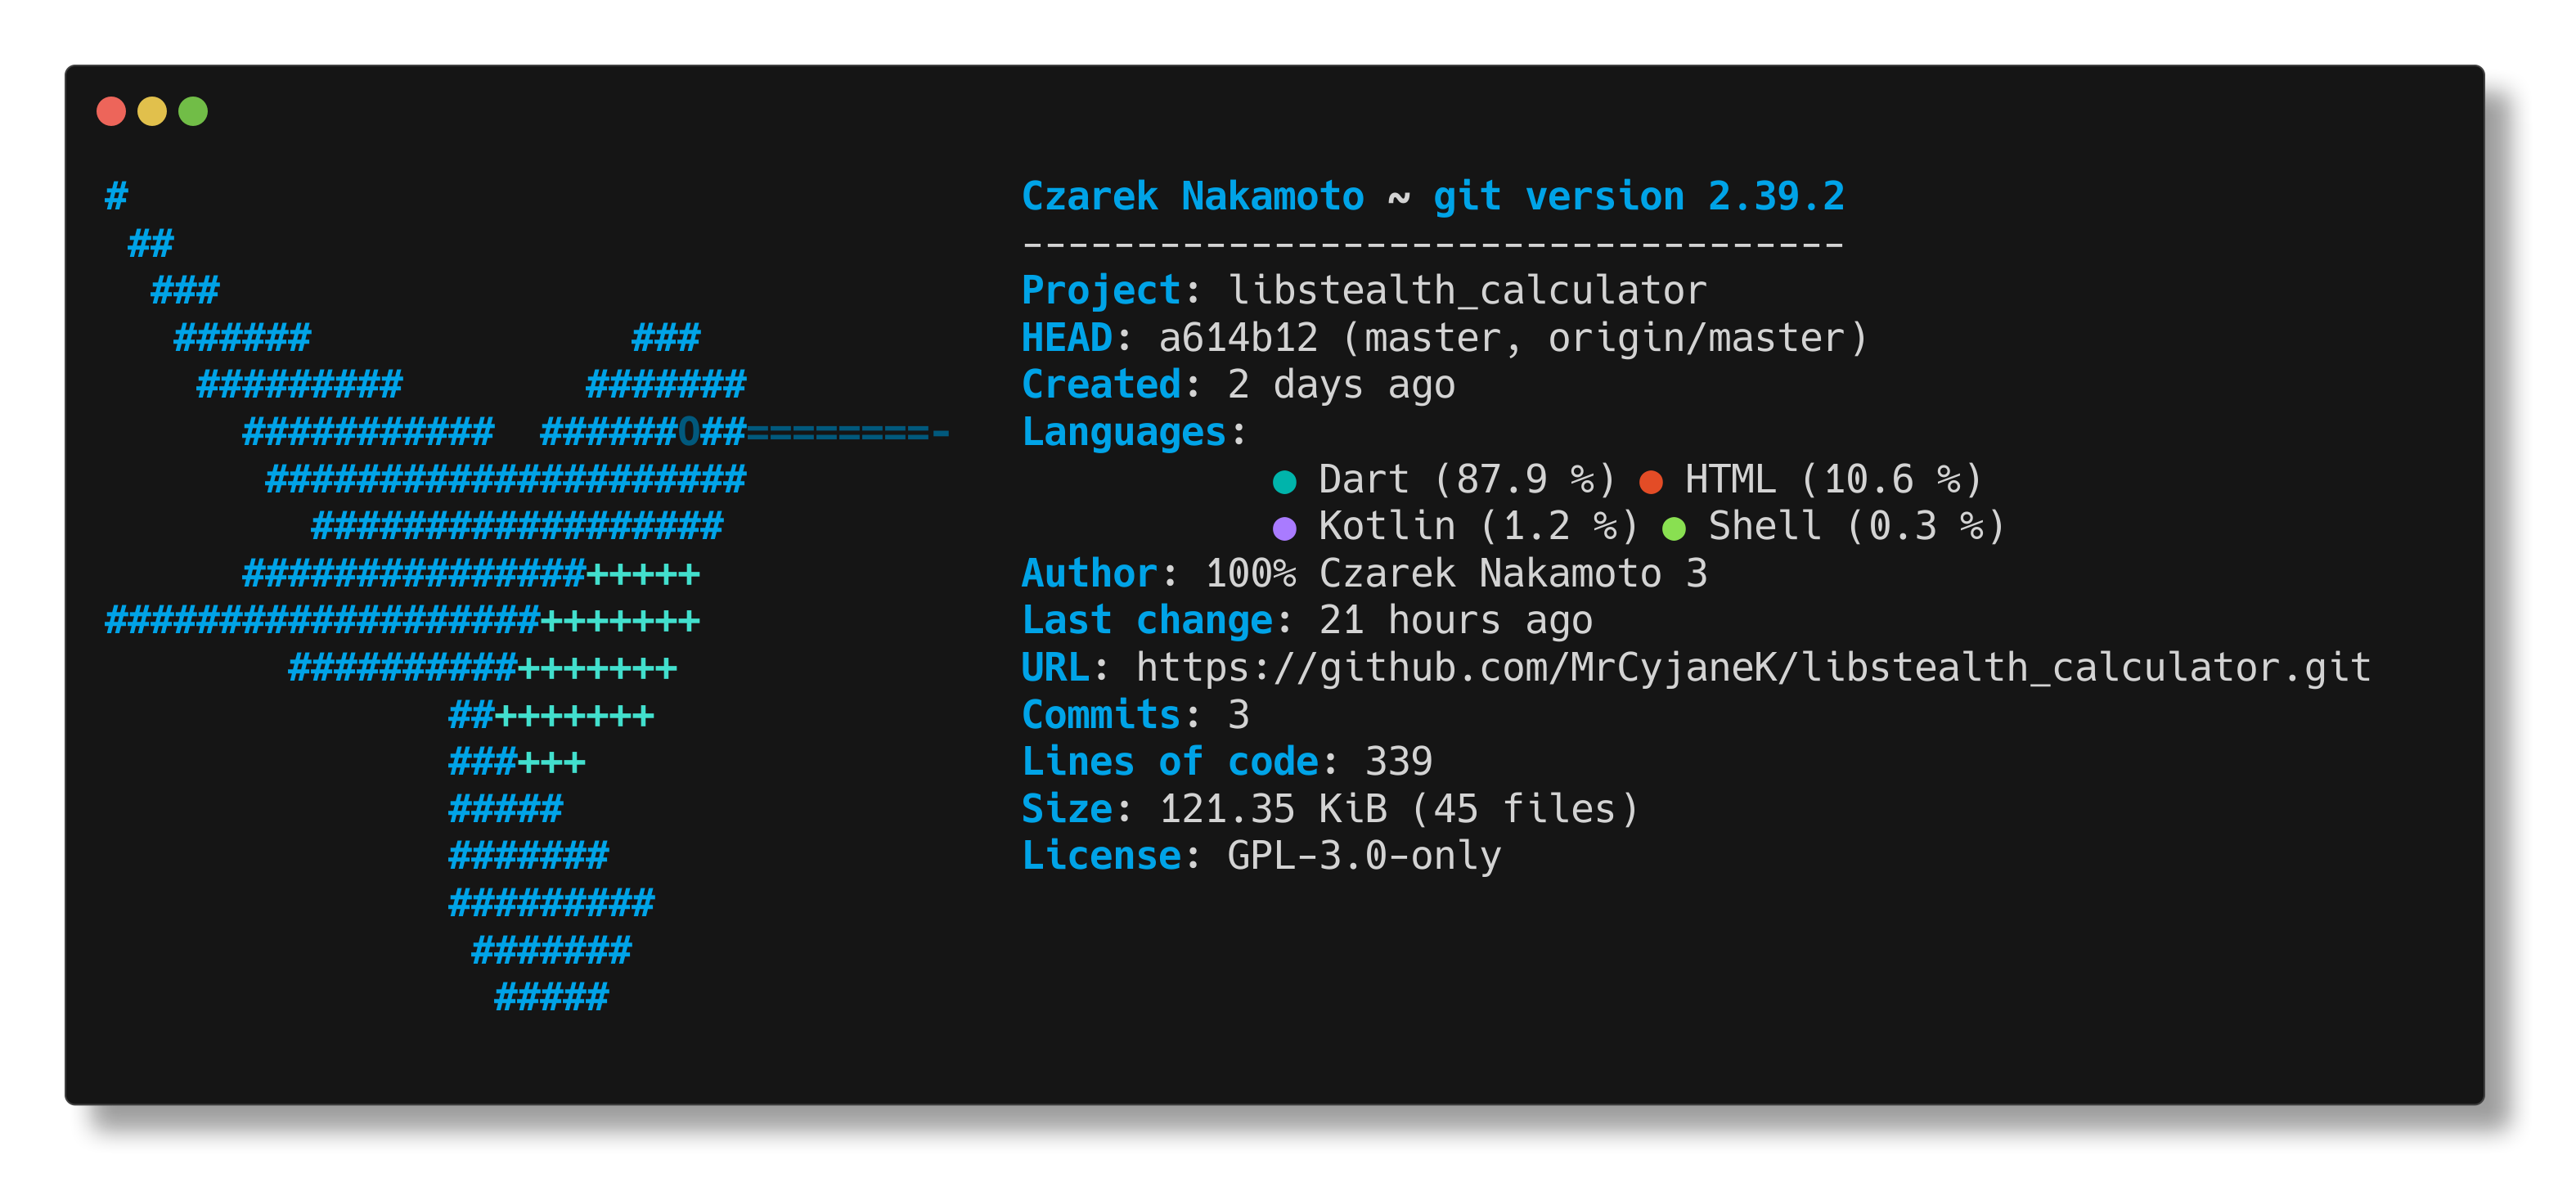 #
##
###
###### ###
######### #######
########### ######0##========-
#####################
##################
###############+++++
###################+++++++
##########+++++++
##+++++++
###+++
#####
#######
#########
#######
#####
Czarek Nakamoto ~ git version 2.39.2
------------------------------------
Project: libstealth_calculator
HEAD: a614b12 (master, origin/master)
Created: 2 days ago
Languages:
● Dart (87.9 %) ● HTML (10.6 %)
● Kotlin (1.2 %) ● Shell (0.3 %)
Author: 100% Czarek Nakamoto 3
Last change: 21 hours ago
URL: https://github.com/MrCyjaneK/libstealth_calculator.git
Commits: 3
Lines of code: 339
Size: 121.35 KiB (45 files)
License: GPL-3.0-only